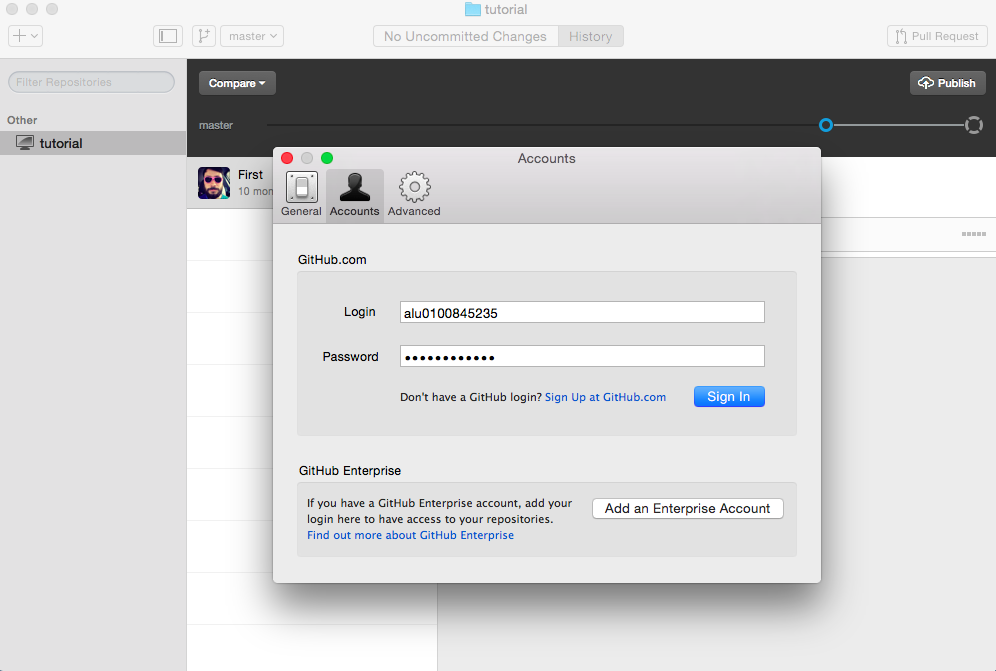 tutorial
master
No Uncommitted Changes
History
Pull Request
Filter Repositories
Compare
Publish
Other
master
tutorial
First
10 mon
Accounts
General
Accounts
Advanced
GitHub.com
Login
alu0100845235
Password
Don't have a GitHub login? Sign Up at GitHub.com
Sign In
GitHub Enterprise
If you have a GitHub Enterprise account, add your
login here to have access to your repositories.
Find out more about GitHub Enterprise
Add an Enterprise Account